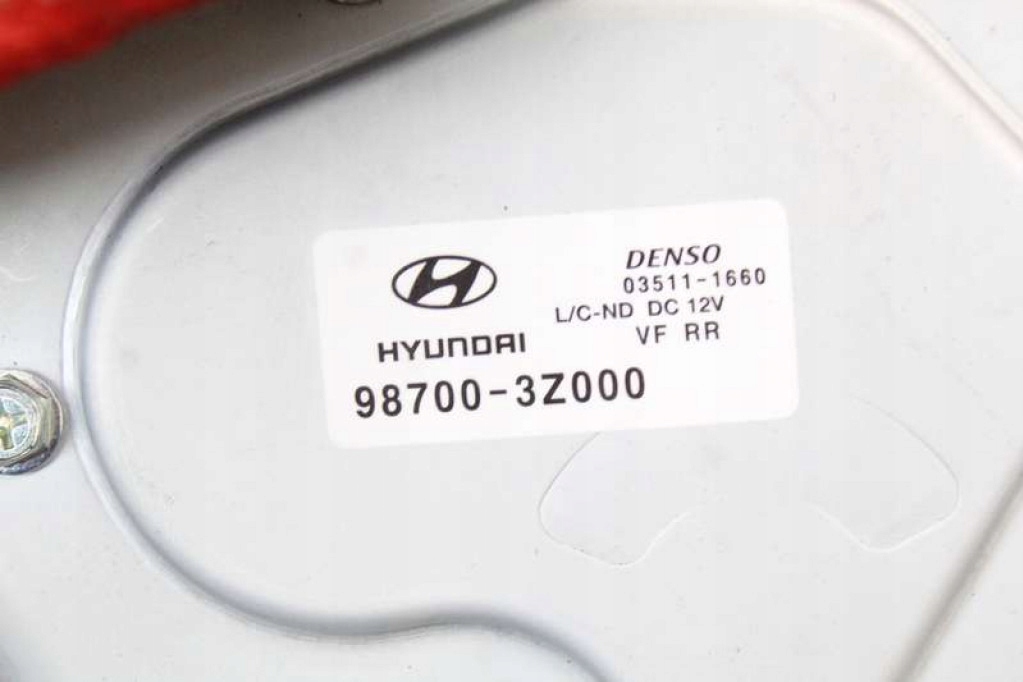 DENSO
03511-1660
L/C-ND DC 12V
VF RR
HYUNDAI
98700-3Z000